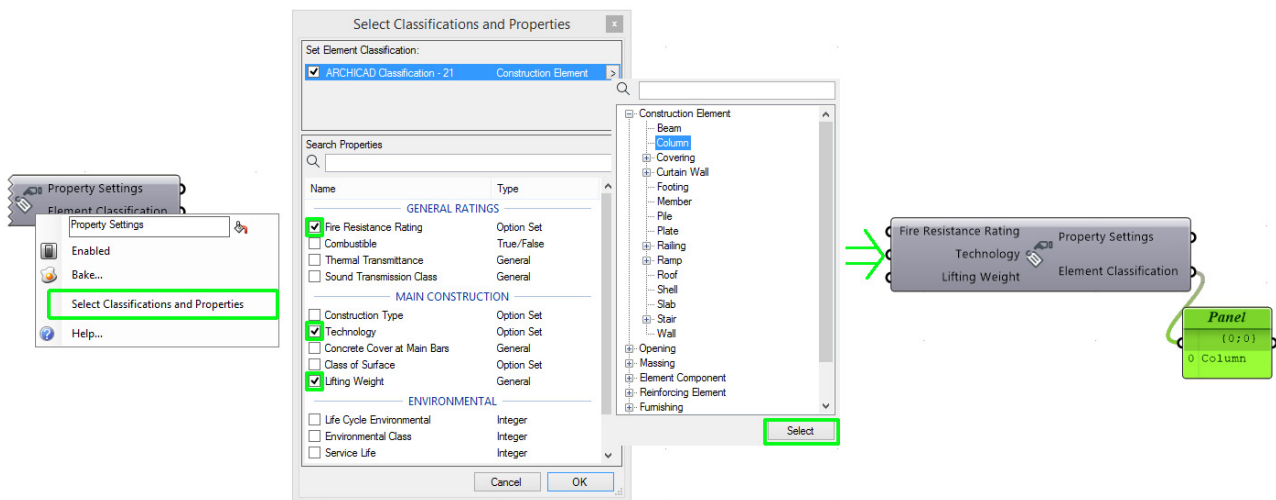 Property Settings
Element Classification
Property Settings
Enabled
Bake...
Select Classifications and Properties
Help...
Select Classifications and Properties
x
Set Element Classification:
ARCHICAD Classification - 21 Construction Element >
Search Properties
Name Type
GENERAL RATINGS
Fire Resistance Rating Option Set
Combustible True/False
Thermal Transmittance General
Sound Transmission Class General
MAIN CONSTRUCTION
Construction Type Option Set
Technology Option Set
Concrete Cover at Main Bars General
Class of Surface Option Set
Lifting Weight General
ENVIRONMENTAL
Life Cycle Environmental Integer
Environmental Class Integer
Service Life Integer
Cancel OK
Construction Element
Beam
Column
Covering
Curtain Wall
Footing
Member
Pile
Plate
Railing
Ramp
Roof
Shell
Slab
Stair
Wall
Opening
Massing
Element Component
Reinforcing Element
Furnishing
Select
Fire Resistance Rating
Technology
Lifting Weight
Property Settings
Element Classification
Panel
{0;0}
0 Column